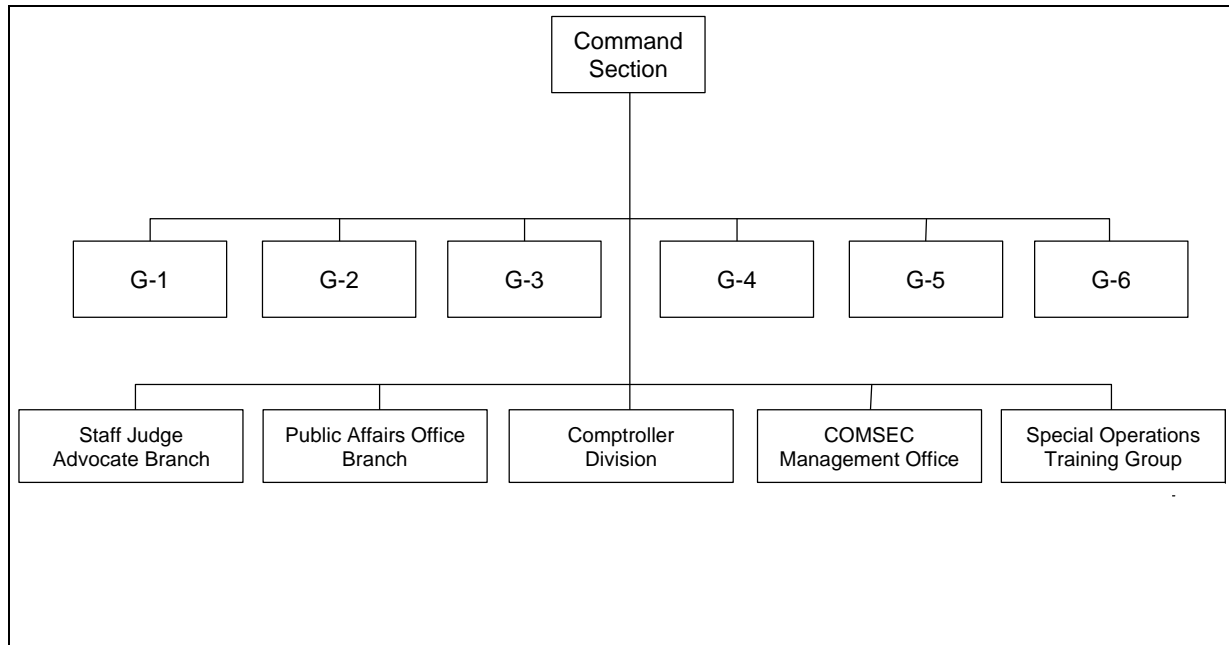 Command
Section
G-1
G-2
G-3
G-4
G-5
G-6
Staff Judge
Advocate Branch
Public Affairs Office
Branch
Comptroller
Division
COMSEC
Management Office
Special Operations
Training Group
-